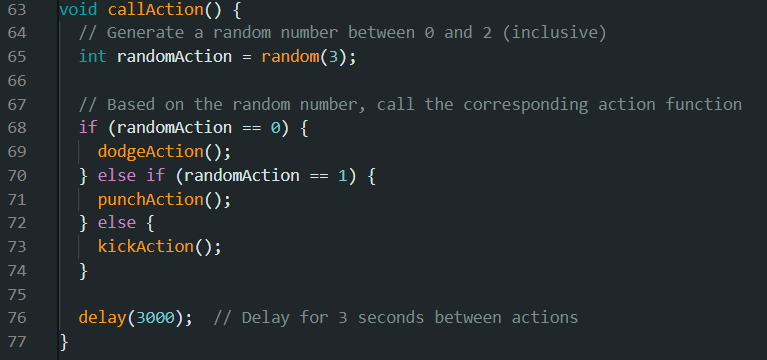 63 void callAction() {
64 // Generate a random number between 0 and 2 (inclusive)
65 int randomAction = random(3);
66
67 // Based on the random number, call the corresponding action function
68 if (randomAction == 0) {
69 dodgeAction();
70 } else if (randomAction == 1) {
71 punchAction();
72 } else {
73 kickAction();
74 }
75
76 delay(3000); // Delay for 3 seconds between actions
77 }